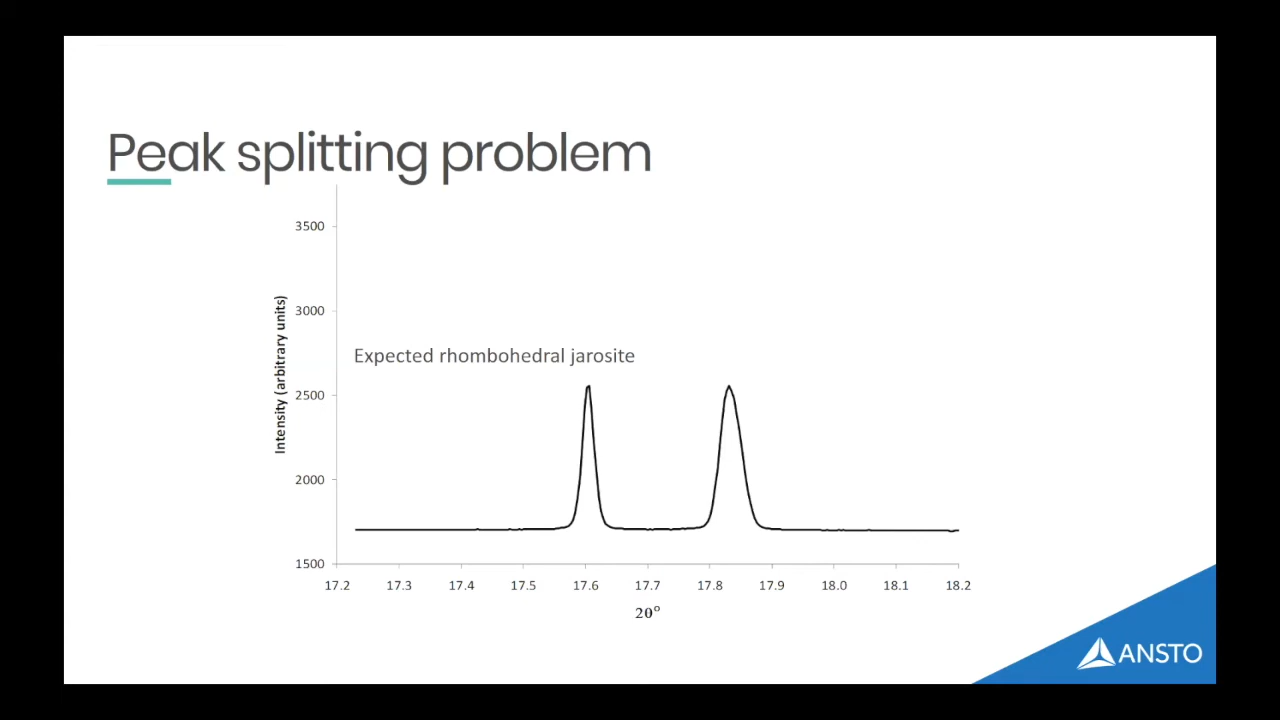 Peak splitting problem
3500
3000
2500
2000
1500
Intensity (arbitrary units)
Expected rhombohedral jarosite
17.2 17.3 17.4 17.5 17.6 17.7 17.8 17.9 18.0 18.1 18.2
2θ°
ANSTO